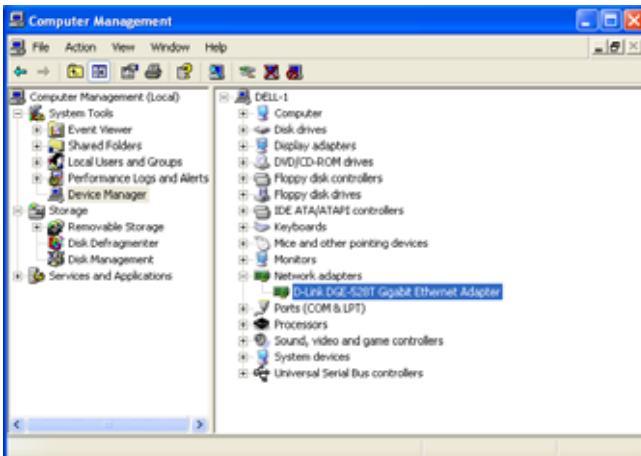 Computer Management
File Action View Window Help
Computer Management (Local)
System Tools
Event Viewer
Shared Folders
Local Users and Groups
Performance Logs and Alerts
Device Manager
Storage
Removable Storage
Disk Defragmenter
Disk Management
Services and Applications
DELL-1
Computer
Disk drives
Display adapters
DVD/CD-ROM drives
Floppy disk controllers
Floppy disk drives
IDE ATA/ATAPI controllers
Keyboards
Mice and other pointing devices
Monitors
Network adapters
D-Link DGE-528T Gigabit Ethernet Adapter
Ports (COM & LPT)
Processors
Sound, video and game controllers
System devices
Universal Serial Bus controllers